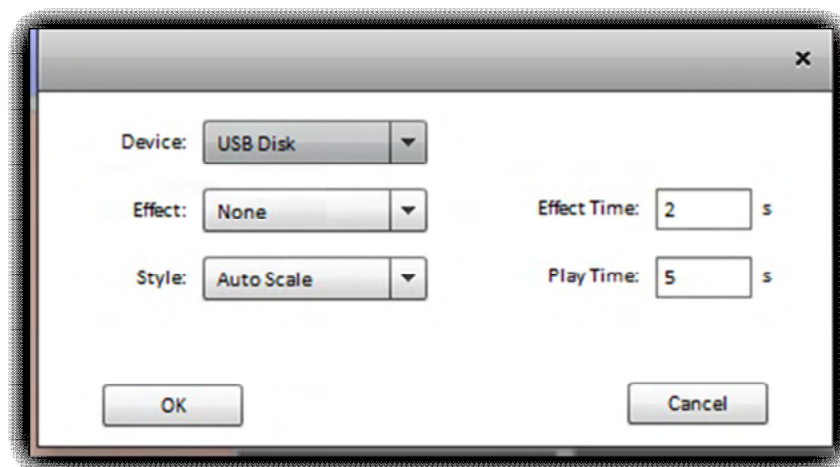 ×
Device: USB Disk
Effect: None Effect Time: 2 s
Style: Auto Scale Play Time: 5 s
OK Cancel